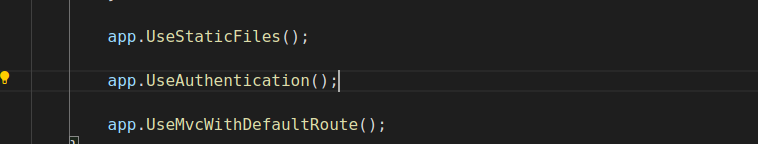 app.UseStaticFiles();
app.UseAuthentication();
app.UseMvcWithDefaultRoute();
}